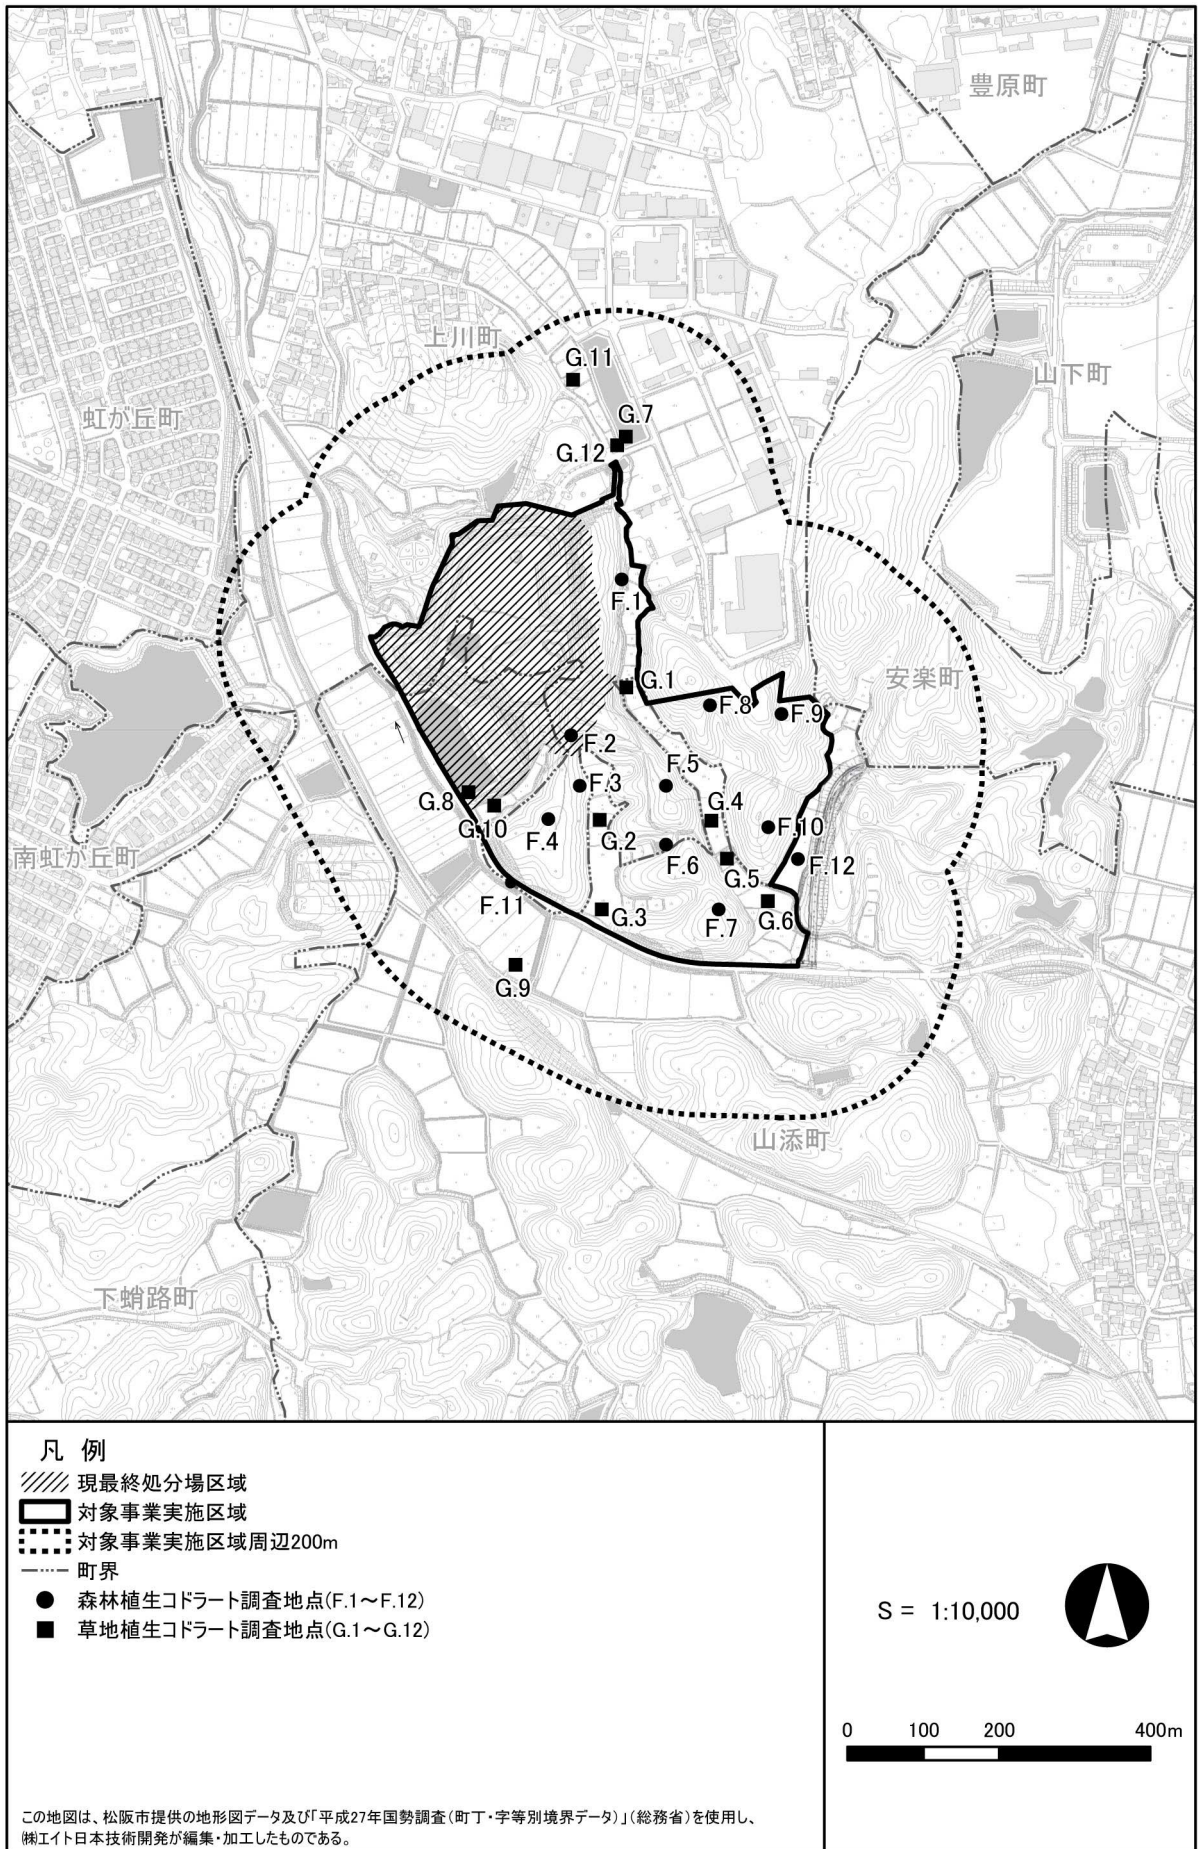 豊原町
上川町
G.11
山下町
虹が丘町
G.7
G.12
F.1
安楽町
G.1
F.8
F.9
F.2
F.3
F.5
G.8
G.10
F.4
G.2
G.4
F.10
南虹が丘町
F.6
G.5
F.12
F.11
G.3
F.7
G.6
G.9
山添町
下蛸路町
凡 例
現最終処分場区域
対象事業実施区域
対象事業実施区域周辺200m
町界
森林植生コドラート調査地点(F.1～F.12)
草地植生コドラート調査地点(G.1～G.12)
S = 1:10,000
0 100 200 400m
この地図は、松阪市提供の地形図データ及び「平成27年国勢調査(町丁・字等別境界データ)」(総務省)を使用し、
㈱エイト日本技術開発が編集・加工したものである。